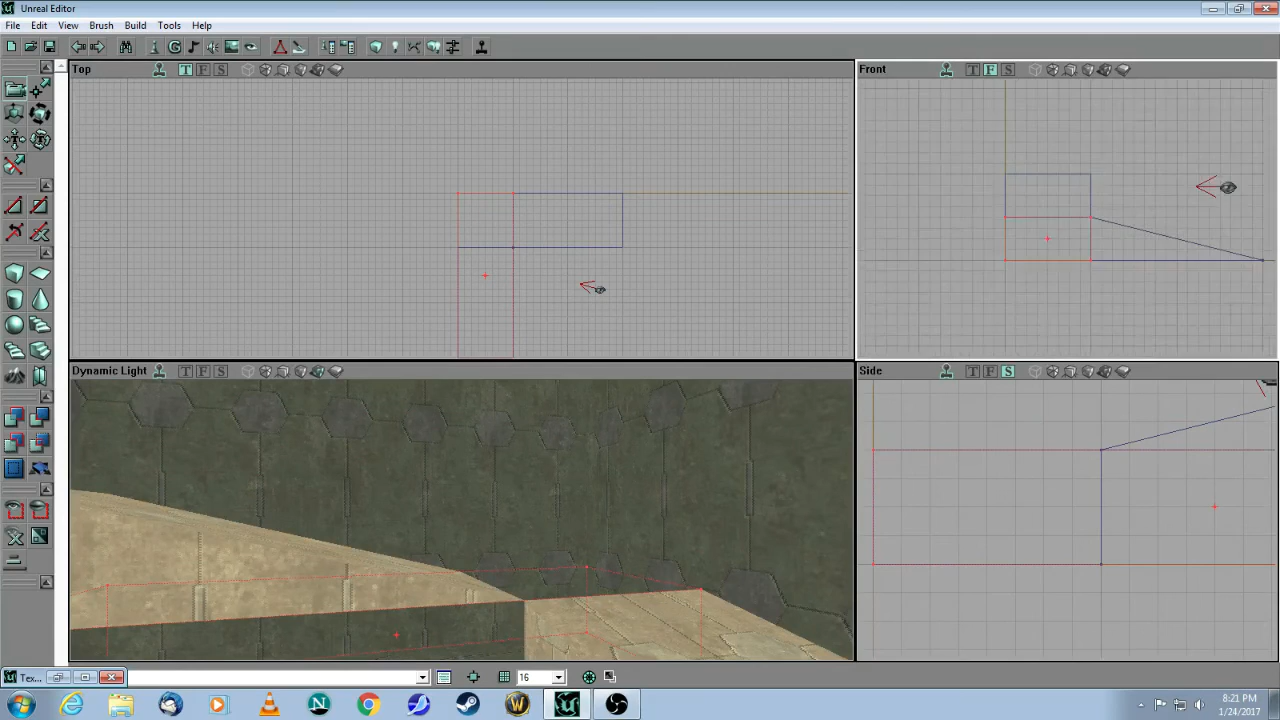 Unreal Editor
File Edit View Brush Build Tools Help
Top T F S
Front T F S
Dynamic Light T F S
Side T F S
Tex... 16
8:21 PM
1/24/2017